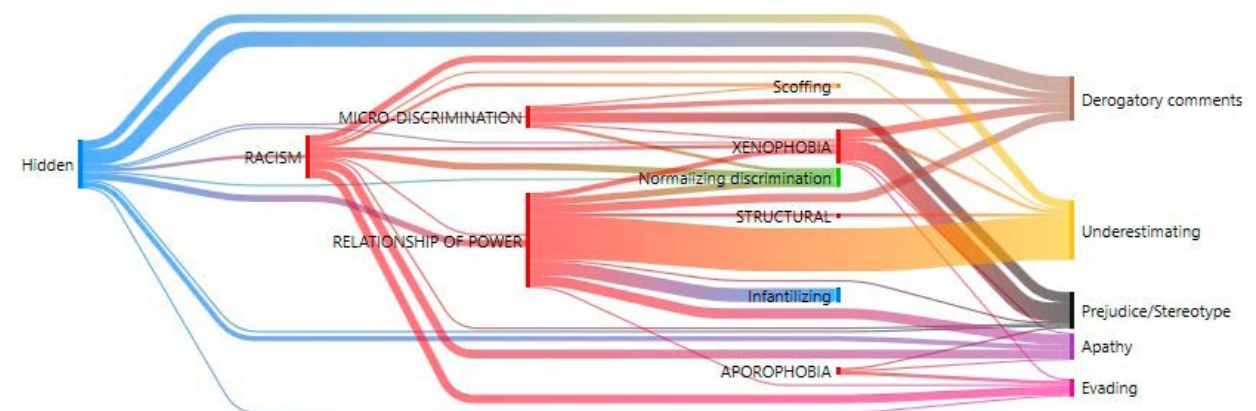 Hidden
RACISM
MICRO-DISCRIMINATION
RELATIONSHIP OF POWER
Scoffing
XENOPHOBIA
Normalizing discrimination
STRUCTURAL
Infantilizing
APOROPHOBIA
Derogatory comments
Underestimating
Prejudice/Stereotype
Apathy
Evading